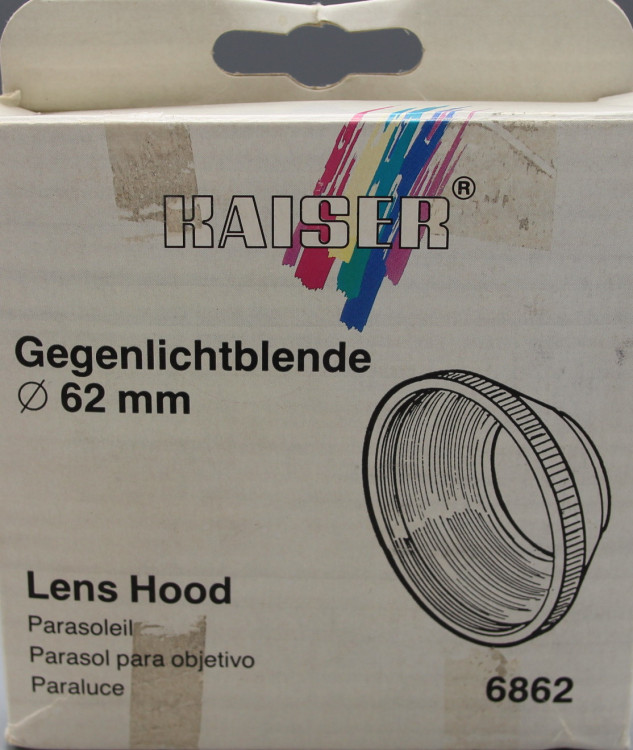 KAISER®
Gegenlichtblende
∅ 62 mm
Lens Hood
Parasoleil
Parasol para objetivo
Paraluce
6862